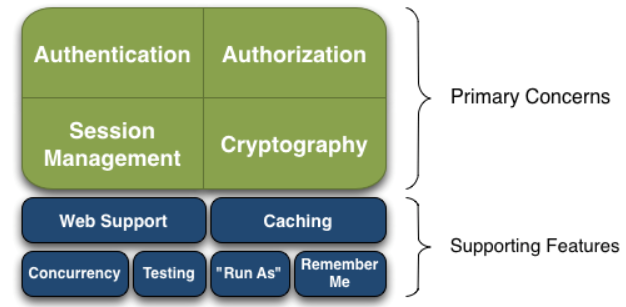 Authentication
Authorization
Primary Concerns
Session
Management
Cryptography
Web Support
Caching
Supporting Features
Concurrency
Testing
"Run As"
Remember
Me